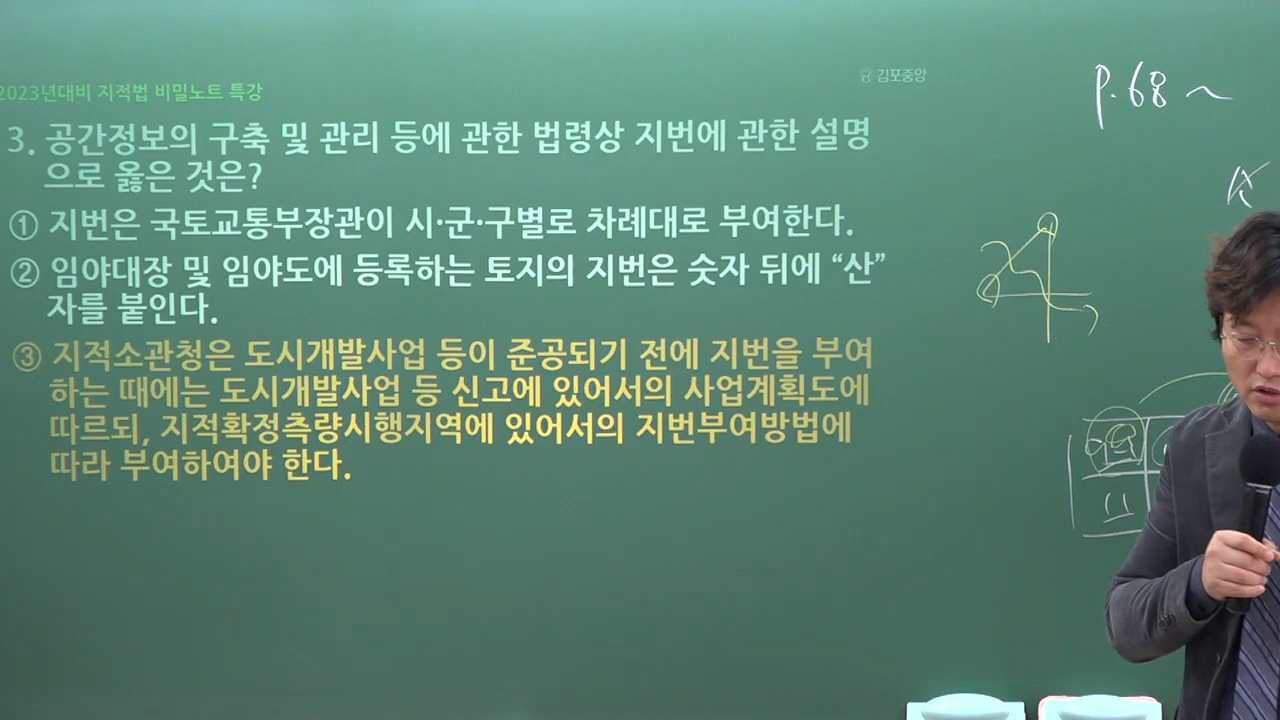 2023년대비 지적법 비밀노트 특강
김포중앙
P. 68 ~
3. 공간정보의 구축 및 관리 등에 관한 법령상 지번에 관한 설명
으로 옳은 것은?
① 지번은 국토교통부장관이 시·군·구별로 차례대로 부여한다.
② 임야대장 및 임야도에 등록하는 토지의 지번은 숫자 뒤에 “산”
자를 붙인다.
③ 지적소관청은 도시개발사업 등이 준공되기 전에 지번을 부여
하는 때에는 도시개발사업 등 신고에 있어서의 사업계획도에
따르되, 지적확정측량시행지역에 있어서의 지번부여방법에
따라 부여하여야 한다.